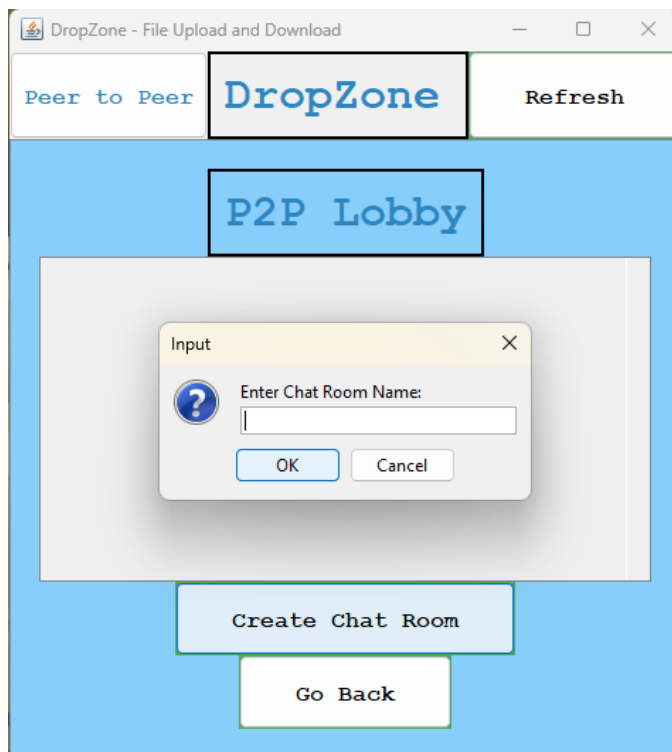 DropZone - File Upload and Download
Peer to Peer
DropZone
Refresh
P2P Lobby
Input
Enter Chat Room Name:
OK
Cancel
Create Chat Room
Go Back